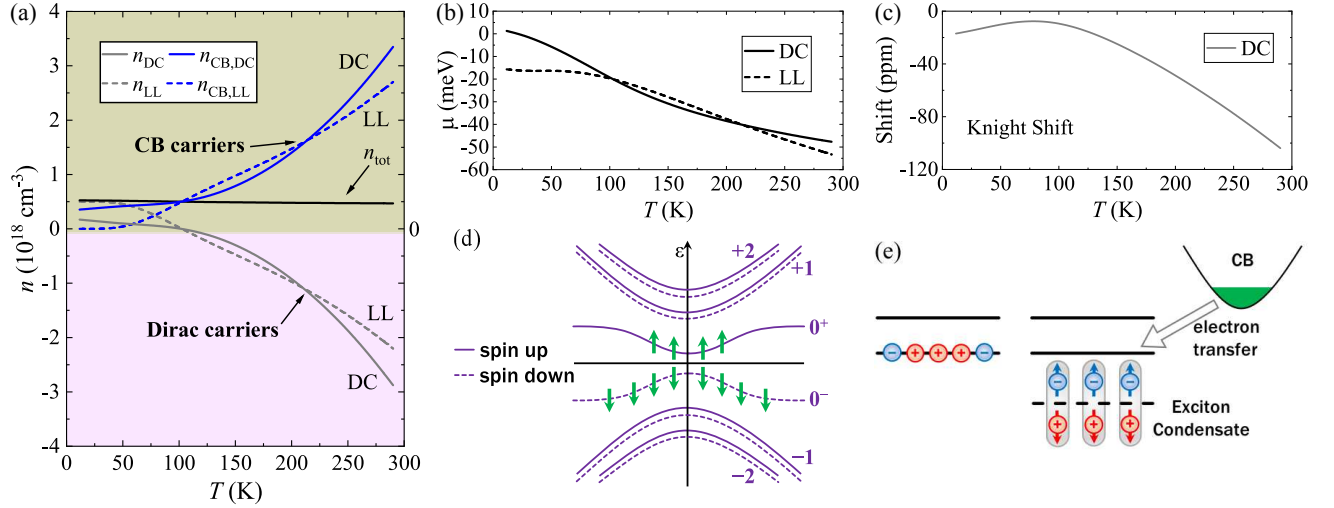 (a)
4
3
2
1
0
-1
-2
-3
-4
n (10¹⁸ cm⁻³)
n_DC n_CB,DC
n_LL n_CB,LL
DC
LL
CB carriers
n_tot
0
Dirac carriers
LL
DC
0 50 100 150 200 250 300
T (K)
(b)
10
0
-10
-20
-30
-40
-50
-60
μ (meV)
DC
LL
0 50 100 150 200 250 300
T (K)
(c)
0
-40
-80
-120
Shift (ppm)
DC
Knight Shift
0 50 100 150 200 250 300
T (K)
(d)
ε
+2
+1
0⁺
spin up
spin down
0⁻
−1
−2
(e)
CB
electron
transfer
− + + + −
− − −
+ + +
Exciton
Condensate